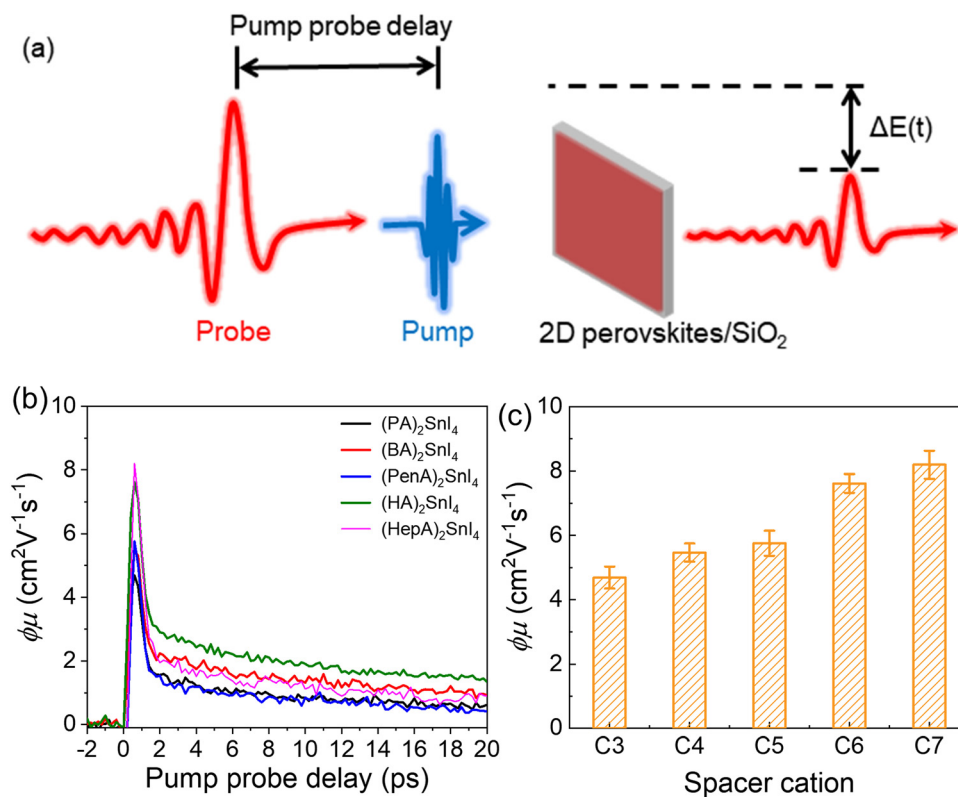 (a)
Pump probe delay
ΔE(t)
Probe
Pump
2D perovskites/SiO₂
(b)
10
8
6
4
2
0
ϕμ (cm²V⁻¹s⁻¹)
(PA)₂SnI₄
(BA)₂SnI₄
(PenA)₂SnI₄
(HA)₂SnI₄
(HepA)₂SnI₄
-2 0 2 4 6 8 10 12 14 16 18 20
Pump probe delay (ps)
(c)
10
8
6
4
2
0
ϕμ (cm²V⁻¹s⁻¹)
C3 C4 C5 C6 C7
Spacer cation